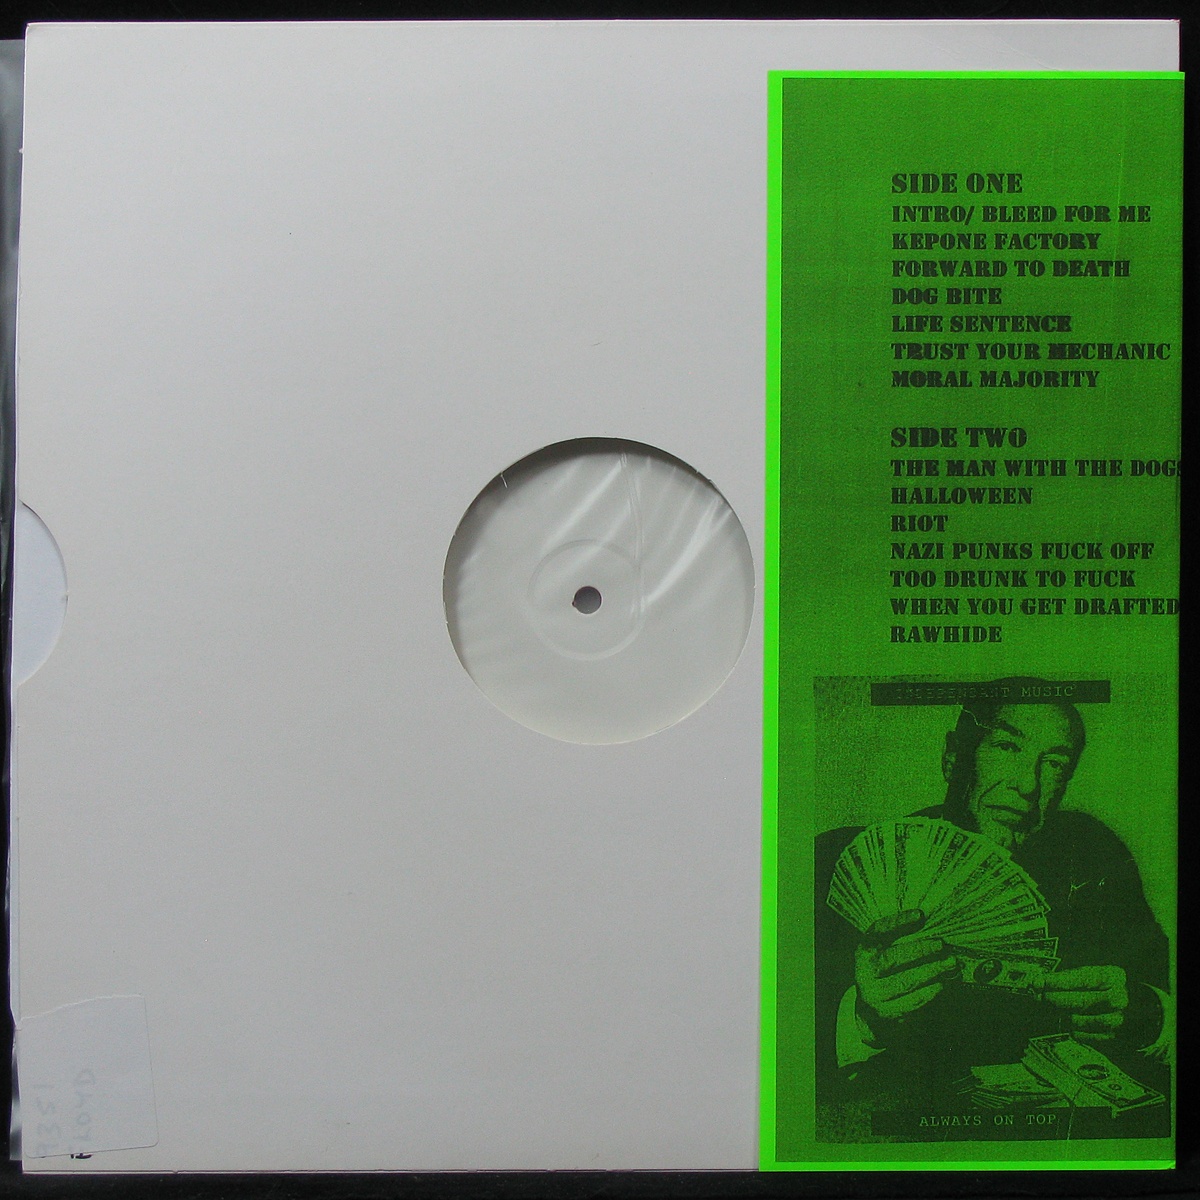 SIDE ONE
INTRO/ BLEED FOR ME
KEPONE FACTORY
FORWARD TO DEATH
DOG BITE
LIFE SENTENCE
TRUST YOUR MECHANIC
MORAL MAJORITY
SIDE TWO
THE MAN WITH THE DOGS
HALLOWEEN
RIOT
NAZI PUNKS FUCK OFF
TOO DRUNK TO FUCK
WHEN YOU GET DRAFTED
RAWHIDE
INDEPENDANT MUSIC
ALWAYS ON TOP